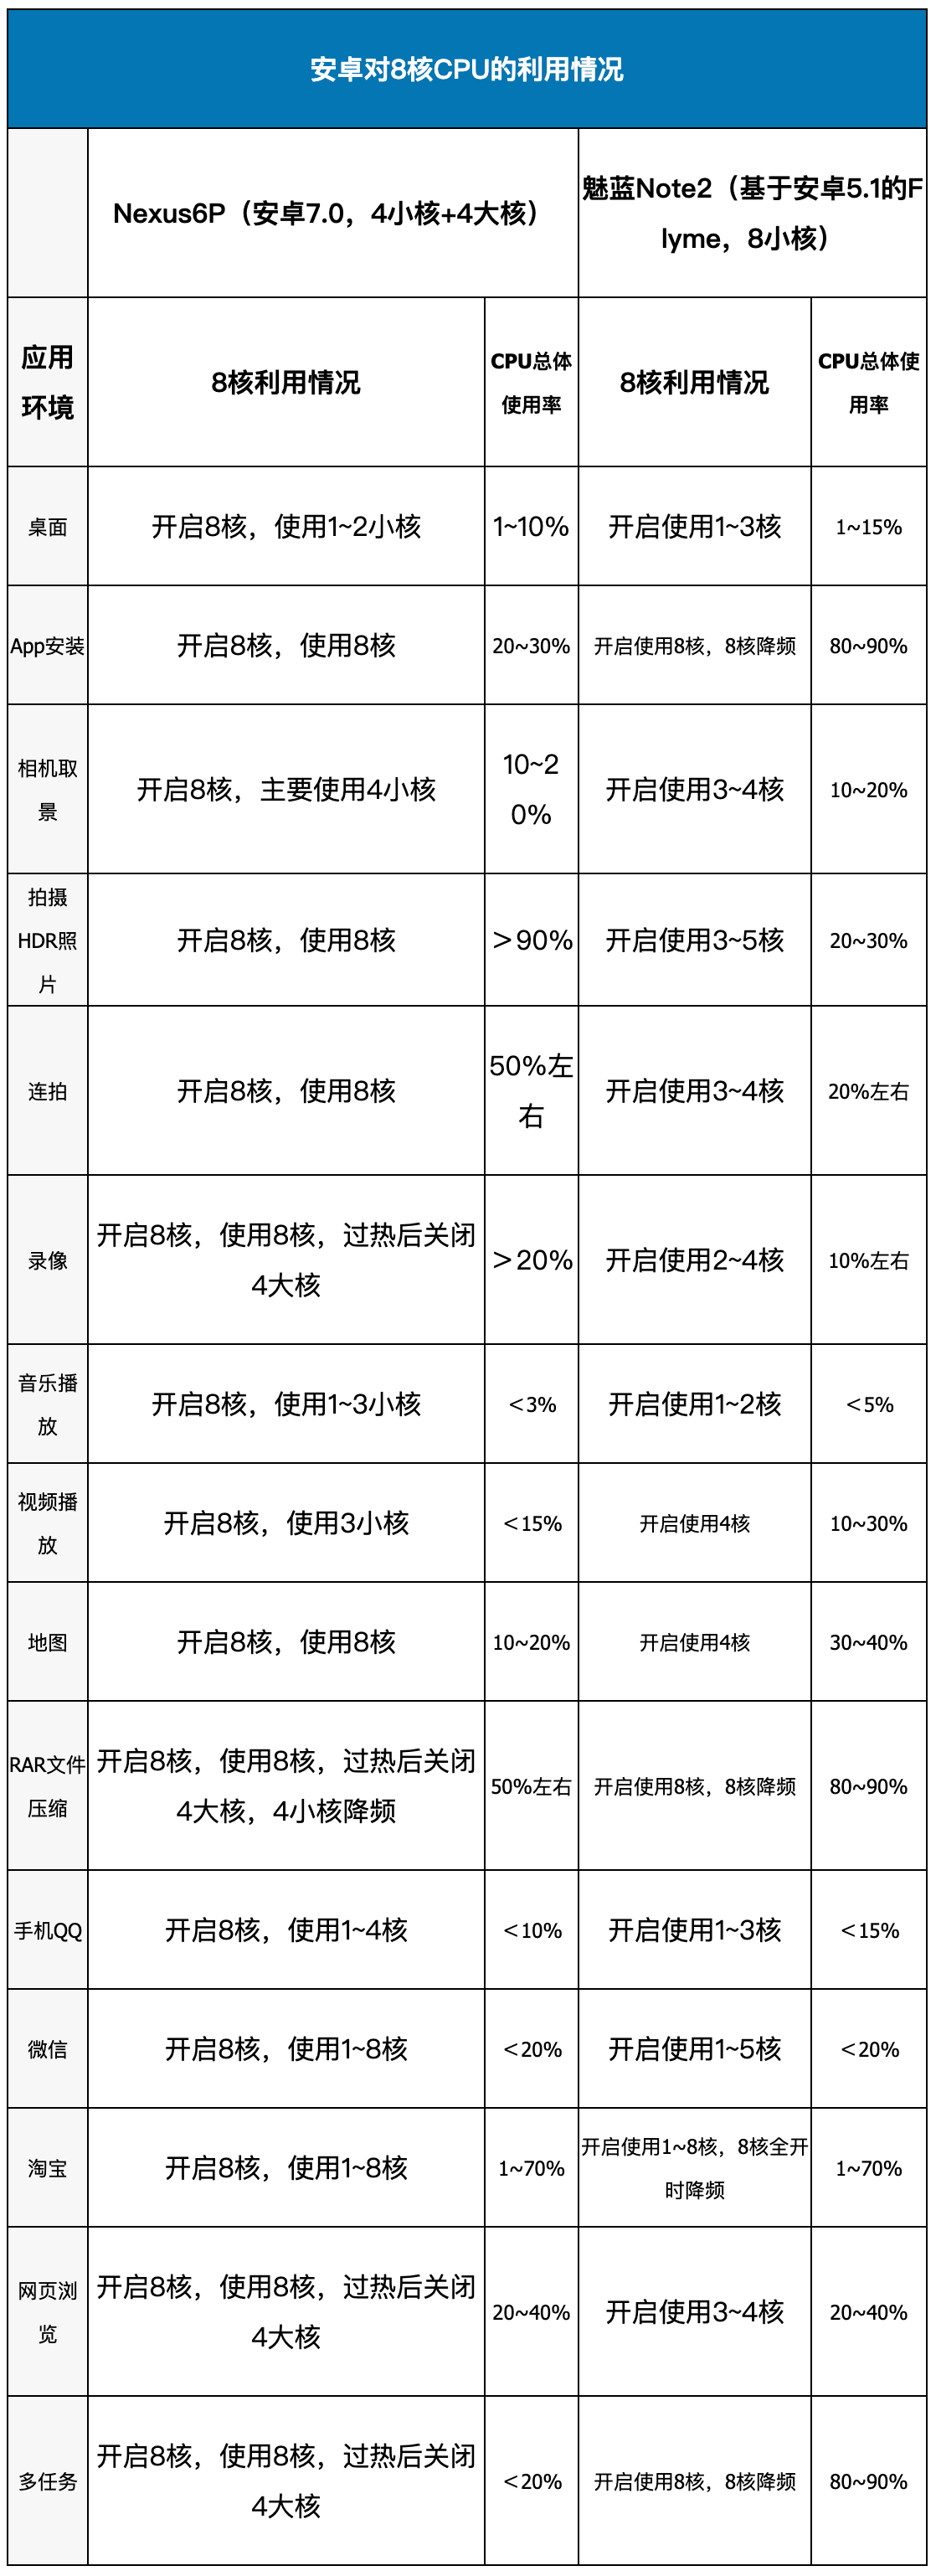 安卓对8核CPU的利用情况
Nexus6P（安卓7.0，4小核+4大核）
魅蓝Note2（基于安卓5.1的F
lyme，8小核）
应用
环境
8核利用情况
CPU总体
使用率
8核利用情况
CPU总体使
用率
桌面
开启8核，使用1~2小核
1~10%
开启使用1~3核
1~15%
App安装
开启8核，使用8核
20~30%
开启使用8核，8核降频
80~90%
相机取
景
开启8核，主要使用4小核
10~2
0%
开启使用3~4核
10~20%
拍摄
HDR照
片
开启8核，使用8核
＞90%
开启使用3~5核
20~30%
连拍
开启8核，使用8核
50%左
右
开启使用3~4核
20%左右
录像
开启8核，使用8核，过热后关闭
4大核
＞20%
开启使用2~4核
10%左右
音乐播
放
开启8核，使用1~3小核
＜3%
开启使用1~2核
＜5%
视频播
放
开启8核，使用3小核
＜15%
开启使用4核
10~30%
地图
开启8核，使用8核
10~20%
开启使用4核
30~40%
RAR文件
压缩
开启8核，使用8核，过热后关闭
4大核，4小核降频
50%左右
开启使用8核，8核降频
80~90%
手机QQ
开启8核，使用1~4核
＜10%
开启使用1~3核
＜15%
微信
开启8核，使用1~8核
＜20%
开启使用1~5核
＜20%
淘宝
开启8核，使用1~8核
1~70%
开启使用1~8核，8核全开
时降频
1~70%
网页浏
览
开启8核，使用8核，过热后关闭
4大核
20~40%
开启使用3~4核
20~40%
多任务
开启8核，使用8核，过热后关闭
4大核
＜20%
开启使用8核，8核降频
80~90%